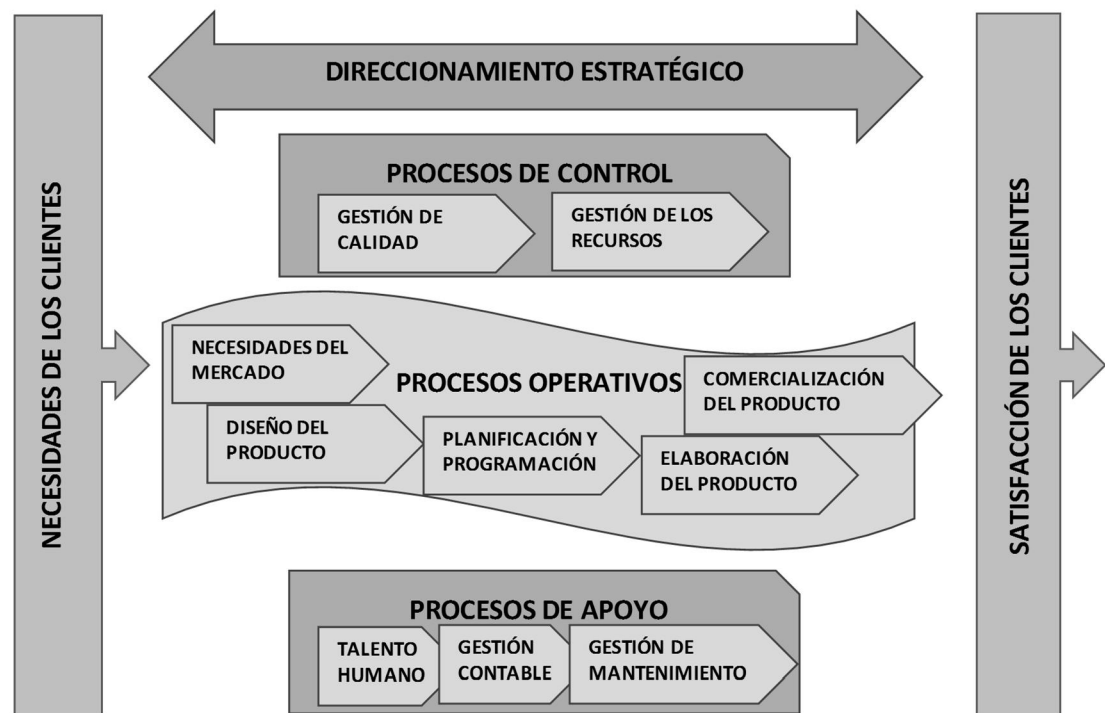 NECESIDADES DE LOS CLIENTES
DIRECCIONAMIENTO ESTRATÉGICO
PROCESOS DE CONTROL
GESTIÓN DE
CALIDAD
GESTIÓN DE LOS
RECURSOS
NECESIDADES DEL
MERCADO
PROCESOS OPERATIVOS
DISEÑO DEL
PRODUCTO
PLANIFICACIÓN Y
PROGRAMACIÓN
ELABORACIÓN
DEL PRODUCTO
COMERCIALIZACIÓN
DEL PRODUCTO
PROCESOS DE APOYO
TALENTO
HUMANO
GESTIÓN
CONTABLE
GESTIÓN DE
MANTENIMIENTO
SATISFACCIÓN DE LOS CLIENTES